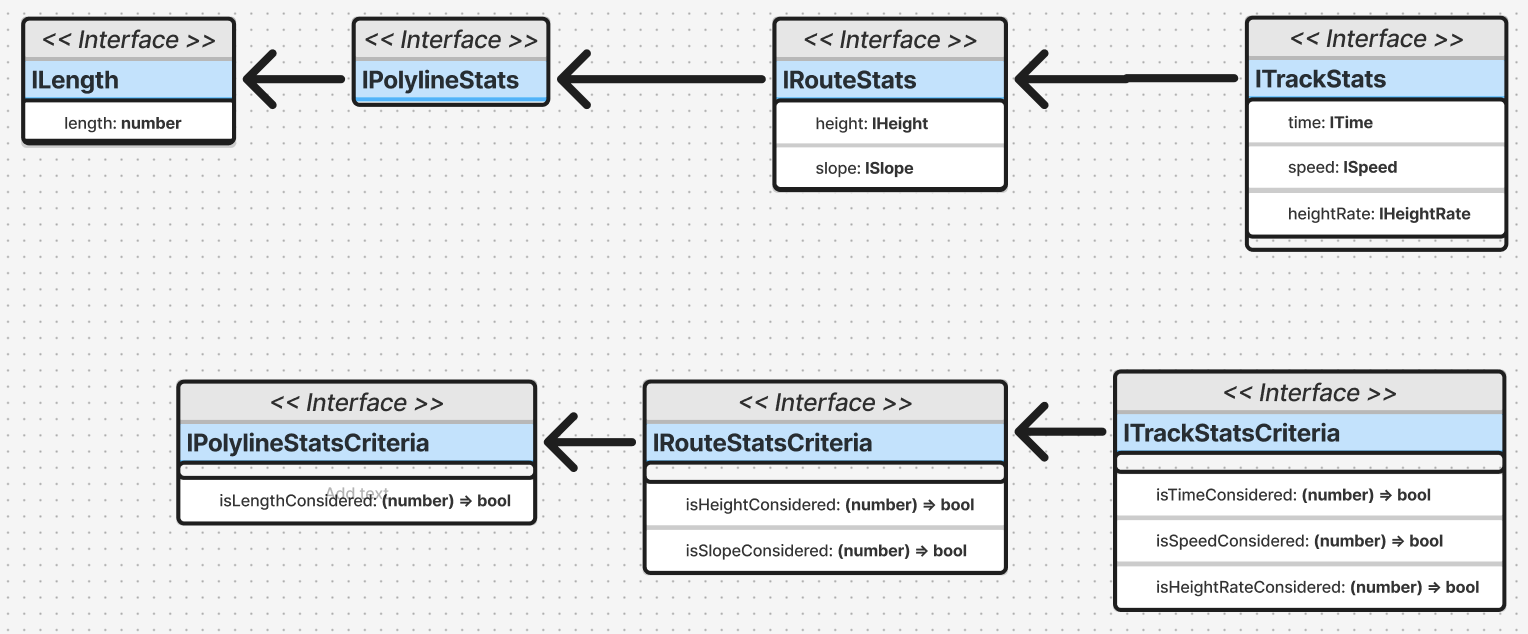 << Interface >>
ILength
length: number
<< Interface >>
IPolylineStats
<< Interface >>
IRouteStats
height: IHeight
slope: ISlope
<< Interface >>
ITrackStats
time: ITime
speed: ISpeed
heightRate: IHeightRate
<< Interface >>
IPolylineStatsCriteria
Add text
isLengthConsidered: (number) => bool
<< Interface >>
IRouteStatsCriteria
isHeightConsidered: (number) => bool
isSlopeConsidered: (number) => bool
<< Interface >>
ITrackStatsCriteria
isTimeConsidered: (number) => bool
isSpeedConsidered: (number) => bool
isHeightRateConsidered: (number) => bool